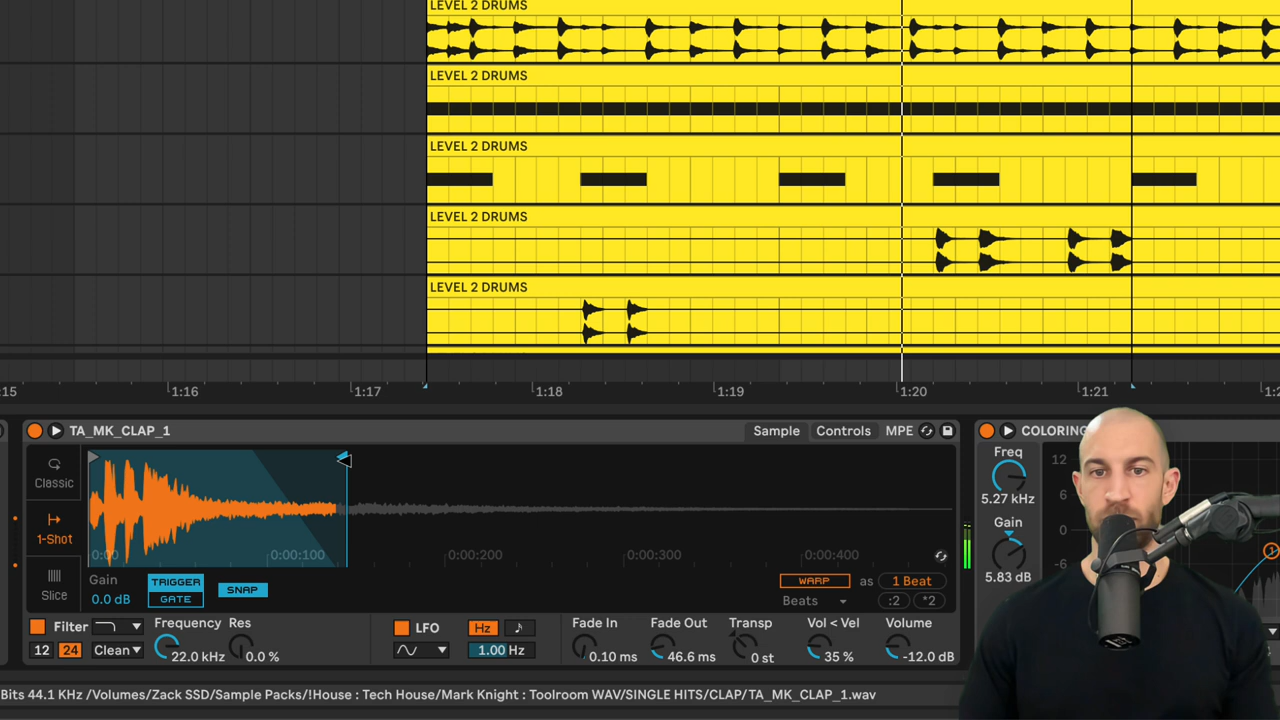 LEVEL 2 DRUMS
LEVEL 2 DRUMS
LEVEL 2 DRUMS
LEVEL 2 DRUMS
LEVEL 2 DRUMS
:15 1:16 1:17 1:18 1:19 1:20 1:21
TA_MK_CLAP_1 Sample Controls MPE
Classic
1-Shot
Slice
0:00 0:00:100 0:00:200 0:00:300 0:00:400
Gain
0.0 dB
TRIGGER
GATE
SNAP
WARP as 1 Beat
Beats :2 *2
Filter Frequency Res LFO Hz Fade In Fade Out Transp Vol < Vel Volume
12 24 Clean 22.0 kHz 0.0 % 1.00 Hz 0.10 ms 46.6 ms 0 st 35 % -12.0 dB
COLORING
Freq
5.27 kHz
Gain
5.83 dB
12
6
0
-6
1
Bits 44.1 KHz /Volumes/Zack SSD/Sample Packs/!House : Tech House/Mark Knight : Toolroom WAV/SINGLE HITS/CLAP/TA_MK_CLAP_1.wav